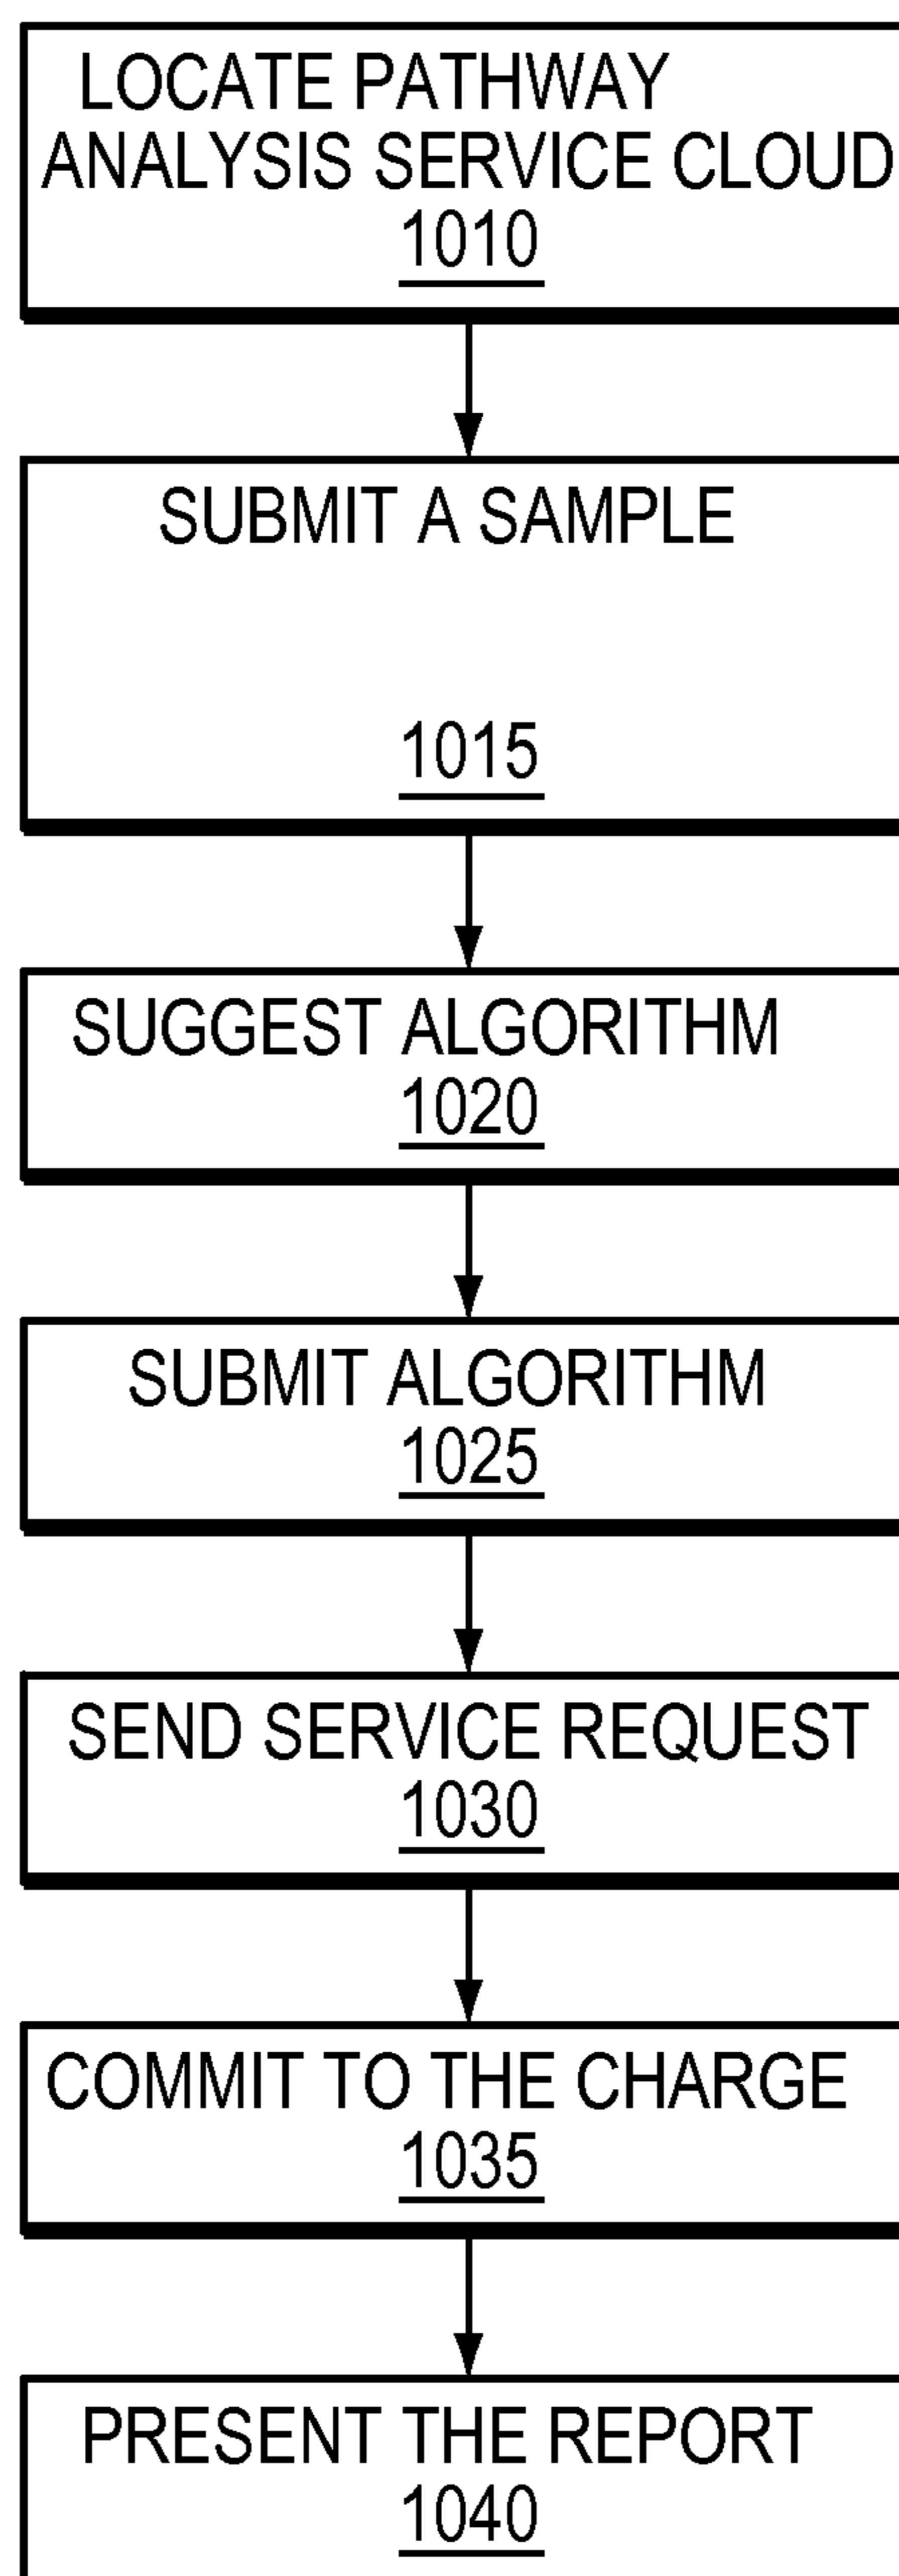 LOCATE PATHWAY
ANALYSIS SERVICE CLOUD
1010
SUBMIT A SAMPLE
1015
SUGGEST ALGORITHM
1020
SUBMIT ALGORITHM
1025
SEND SERVICE REQUEST
1030
COMMIT TO THE CHARGE
1035
PRESENT THE REPORT
1040